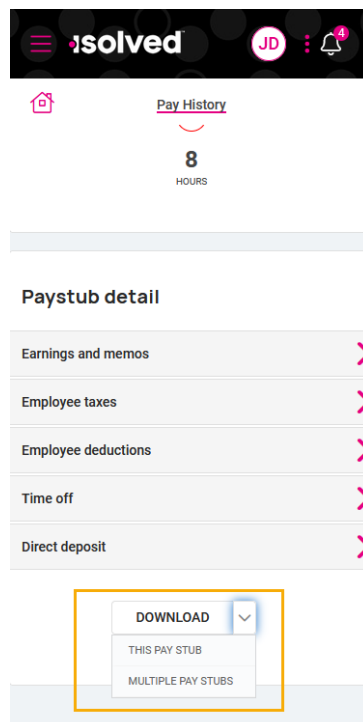 isolved
JD
4
Pay History
8
HOURS
Paystub detail
Earnings and memos
Employee taxes
Employee deductions
Time off
Direct deposit
DOWNLOAD
THIS PAY STUB
MULTIPLE PAY STUBS